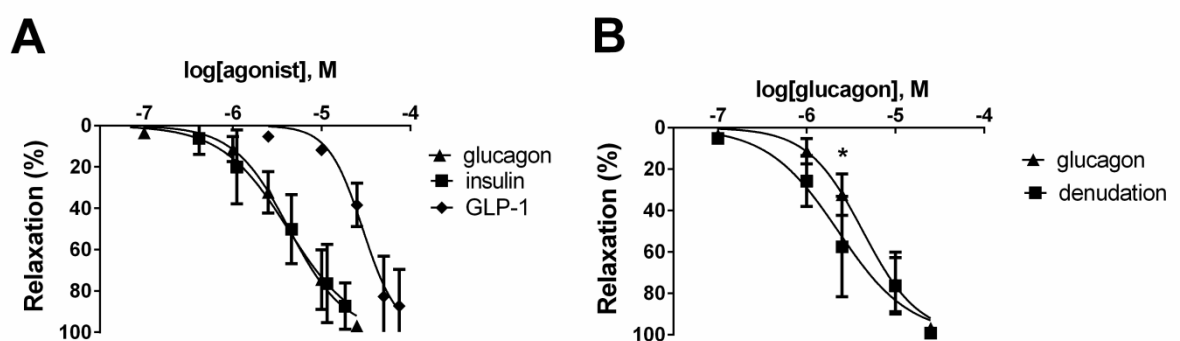 A
log[agonist], M
-7 -6 -5 -4
0
20
40
60
80
100
Relaxation (%)
glucagon
insulin
GLP-1
B
log[glucagon], M
-7 -6 -5 -4
0
20
40
60
80
100
Relaxation (%)
*
glucagon
denudation